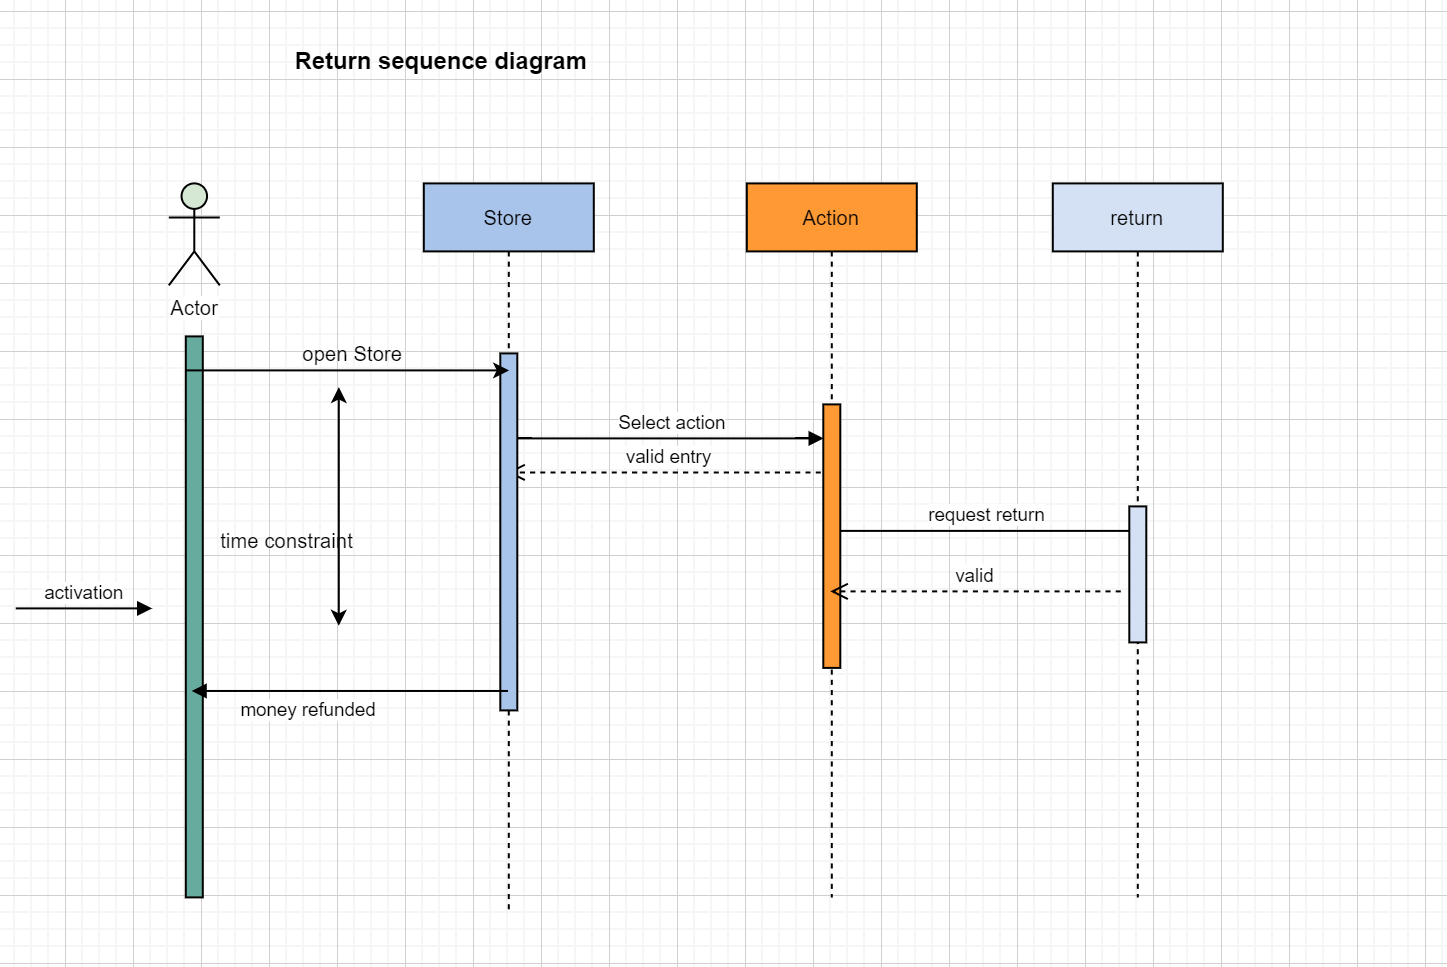 Return sequence diagram
Store
Action
return
Actor
open Store
Select action
valid entry
request return
time constraint
valid
activation
money refunded